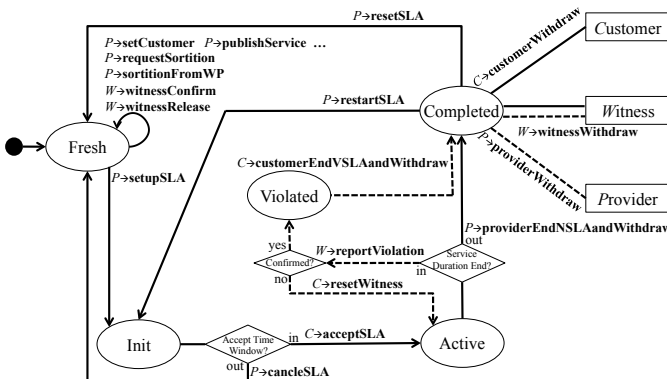 P→resetSLA
P→setCustomer P→publishService ...
P→requestSortition
P→sortitionFromWP
W→witnessConfirm
W→witnessRelease
C→customerWithdraw
Customer
P→restartSLA
Completed
Witness
W→witnessWithdraw
Fresh
P→providerWithdraw
C→customerEndVSLAandWithdraw
P→setupSLA
Violated
Provider
P→providerEndNSLAandWithdraw
out
yes
W→reportViolation
Service
Duration End?
Confirmed?
in
no
C→resetWitness
Init
Accept Time
Window?
in
C→acceptSLA
Active
out
P→cancleSLA